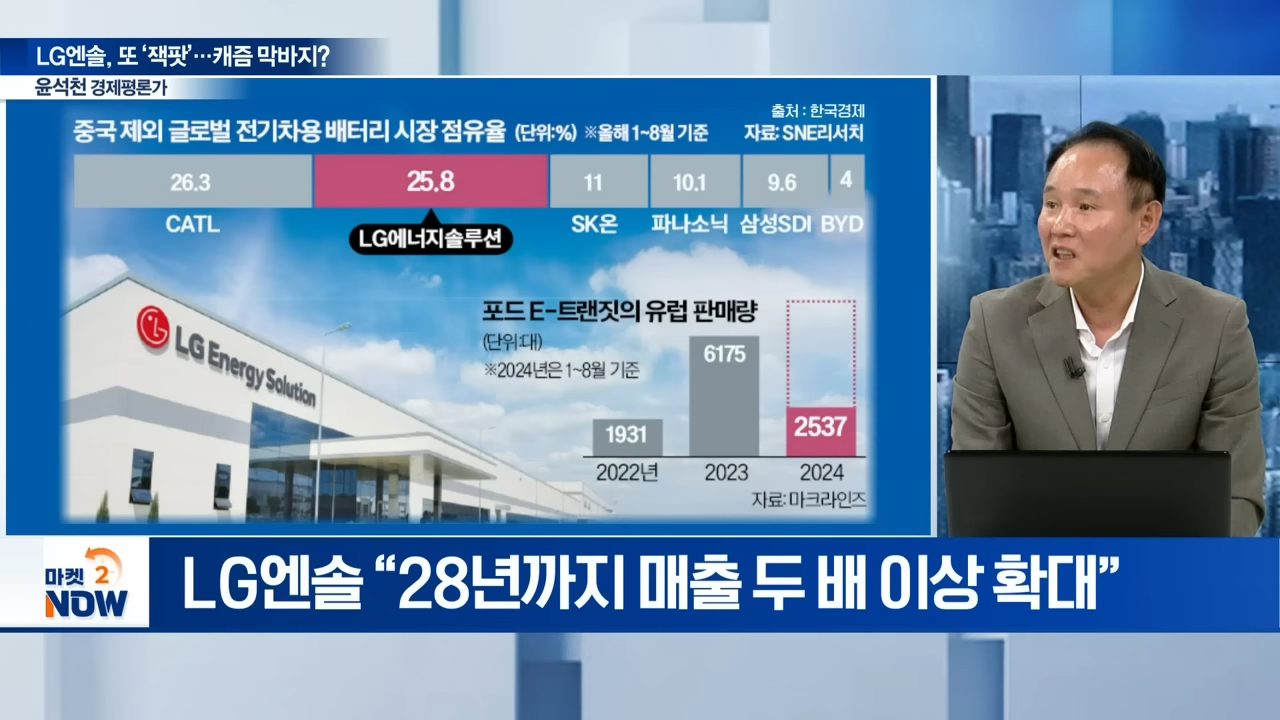 LG엔솔, 또 ‘잭팟’…캐즘 막바지?
윤석천 경제평론가
출처 : 한국경제
중국 제외 글로벌 전기차용 배터리 시장 점유율 (단위:%) ※올해 1~8월 기준 자료: SNE리서치
26.3 25.8 11 10.1 9.6 4
CATL LG에너지솔루션 SK온 파나소닉 삼성SDI BYD
LG Energy Solution
포드 E-트랜짓의 유럽 판매량
(단위:대)
※2024년은 1~8월 기준
1931 6175 2537
2022년 2023 2024
자료: 마크라인즈
마켓 2
NOW
LG엔솔 “28년까지 매출 두 배 이상 확대”